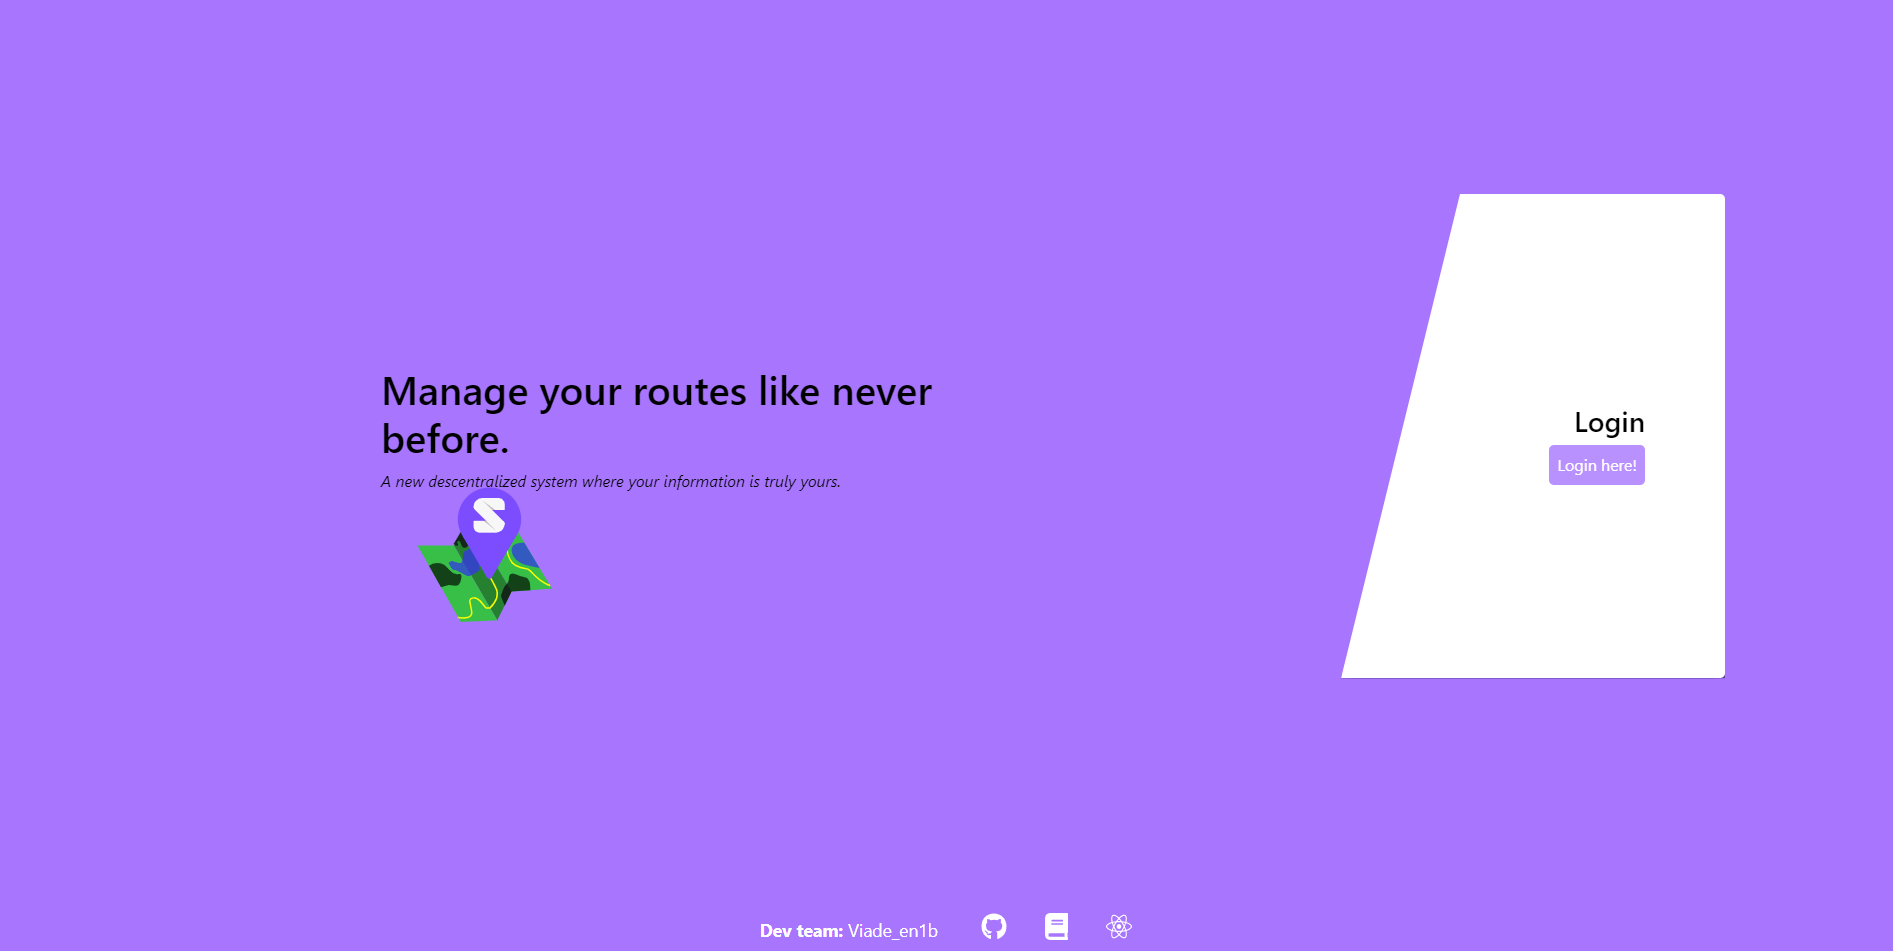 Manage your routes like never
before.
A new descentralized system where your information is truly yours.
S
Login
Login here!
Dev team: Viade_en1b